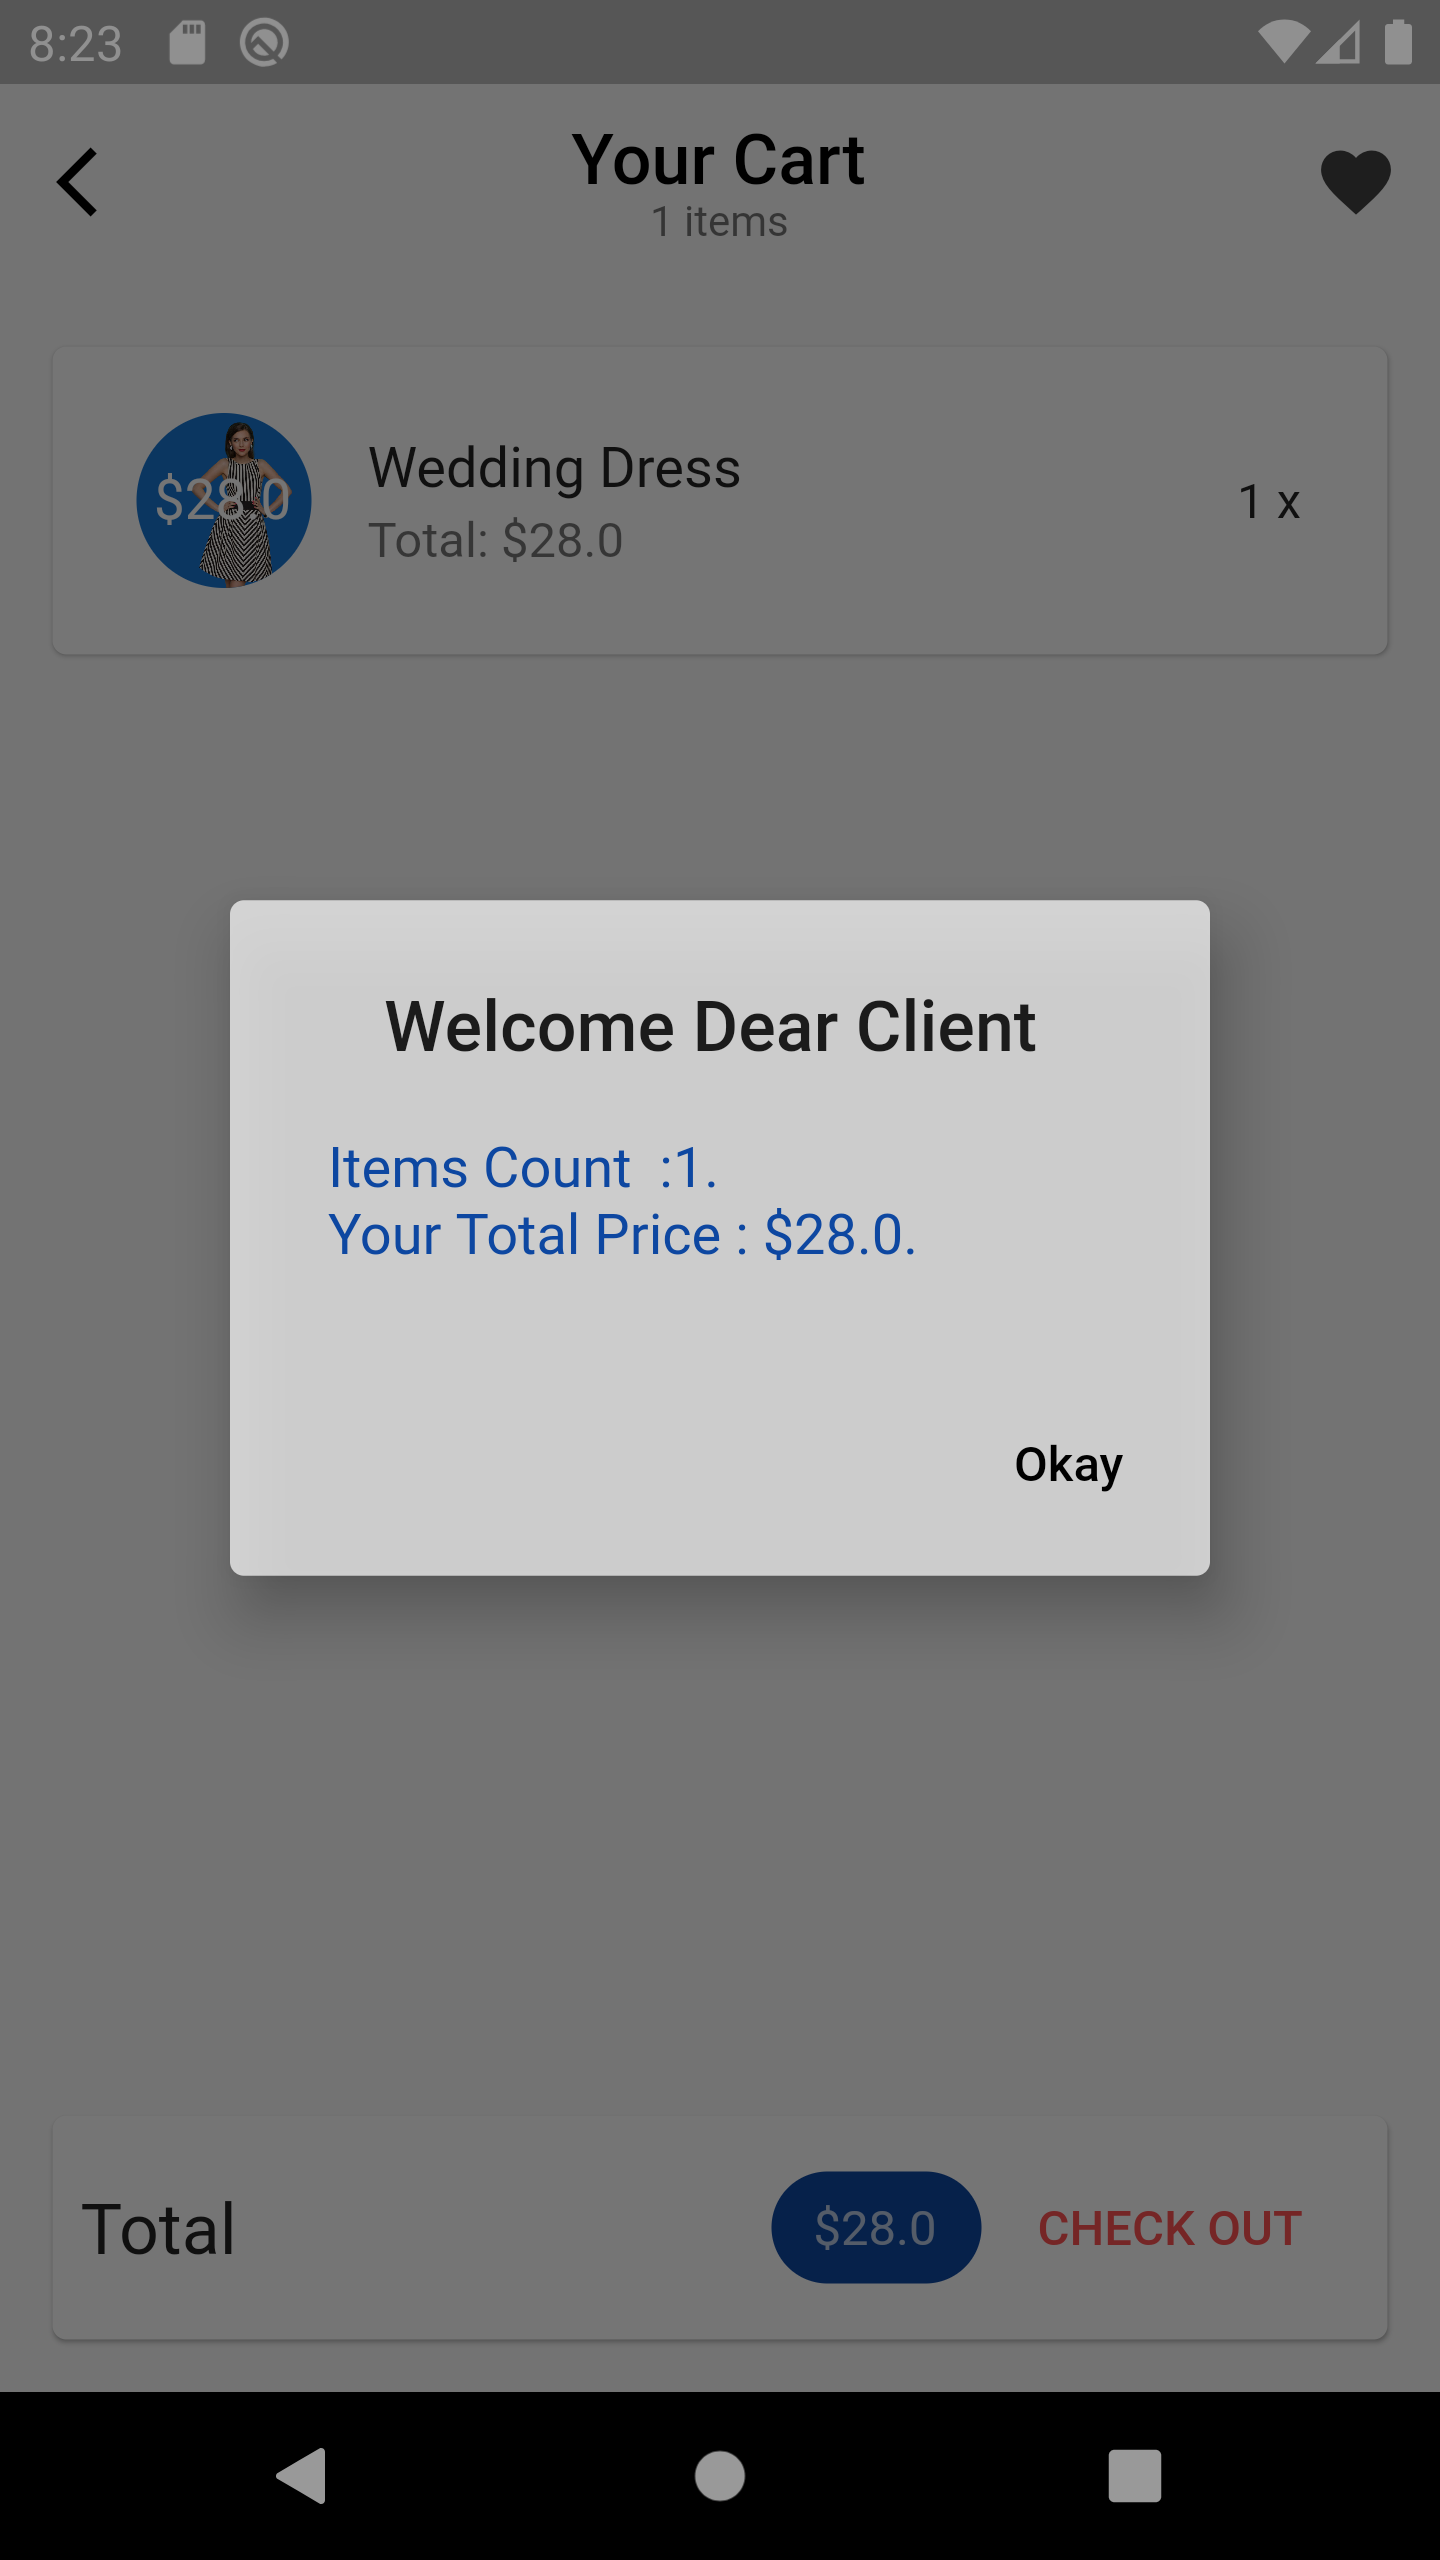 8:23
Your Cart
1 items
$28.0
Wedding Dress
Total: $28.0
1 x
Welcome Dear Client
Items Count  :1.
Your Total Price : $28.0.
Okay
Total
$28.0
CHECK OUT